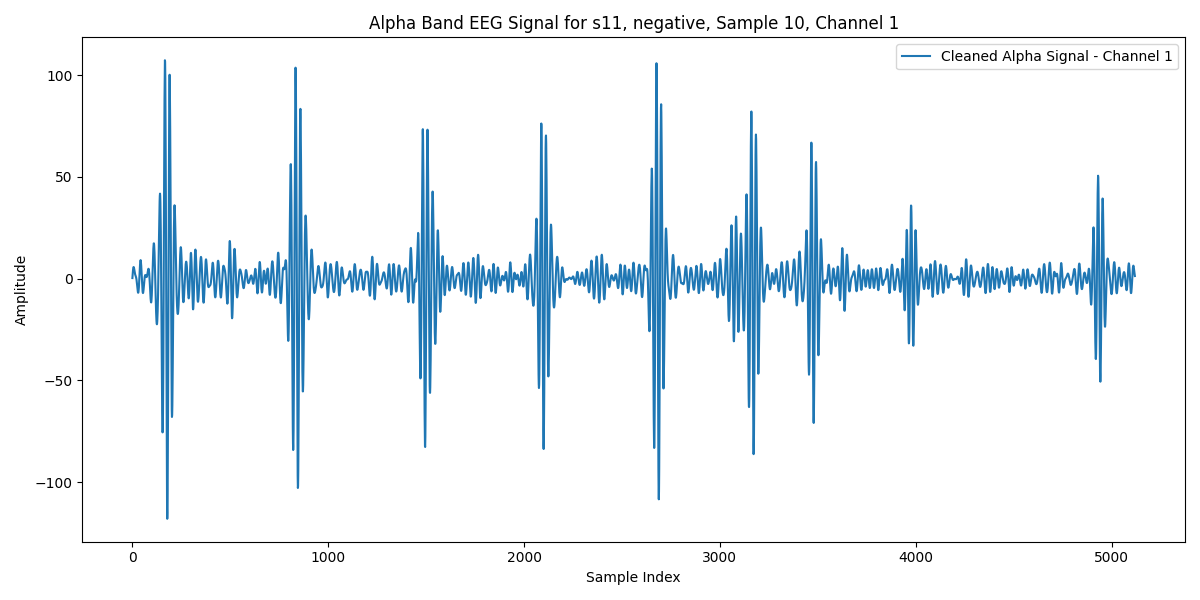 Alpha Band EEG Signal for s11, negative, Sample 10, Channel 1
Cleaned Alpha Signal - Channel 1
100
50
0
−50
−100
Amplitude
0 1000 2000 3000 4000 5000
Sample Index